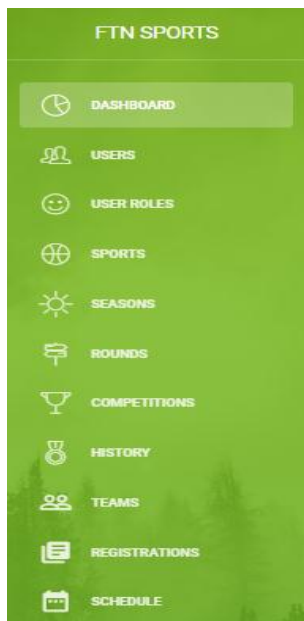 FTN SPORTS
DASHBOARD
USERS
USER ROLES
SPORTS
SEASONS
ROUNDS
COMPETITIONS
HISTORY
TEAMS
REGISTRATIONS
SCHEDULE